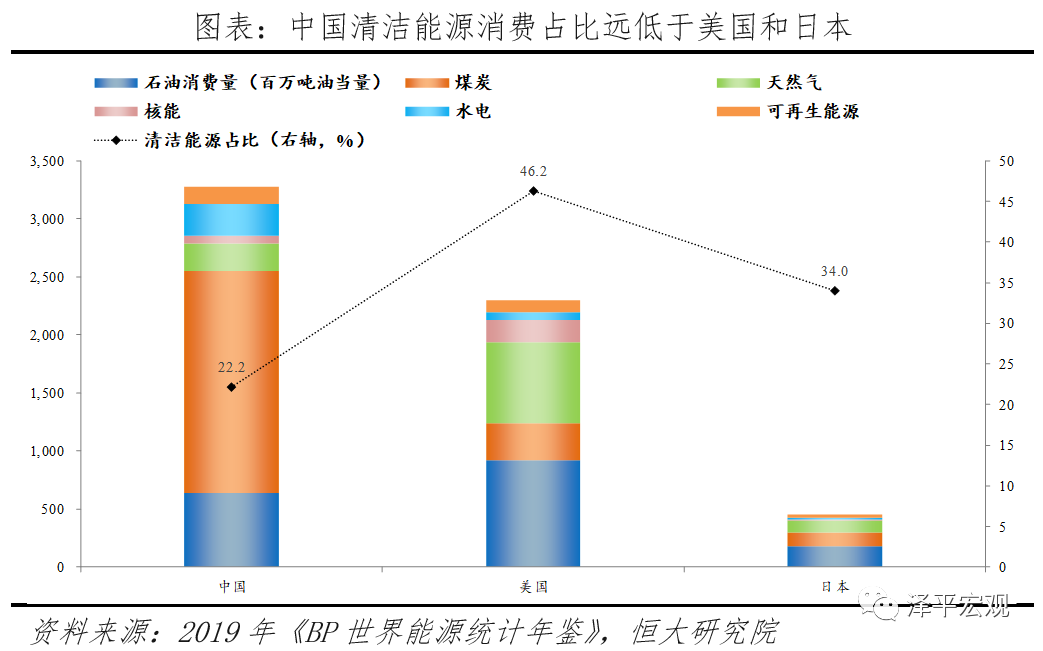 图表：中国清洁能源消费占比远低于美国和日本
石油消费量（百万吨油当量）
煤炭
天然气
核能
水电
可再生能源
清洁能源占比（右轴，%）
3,500
3,000
2,500
2,000
1,500
1,000
500
0
50
45
40
35
30
25
20
15
10
5
0
22.2
46.2
34.0
中国
美国
日本
泽平宏观
资料来源：2019年《BP世界能源统计年鉴》，恒大研究院